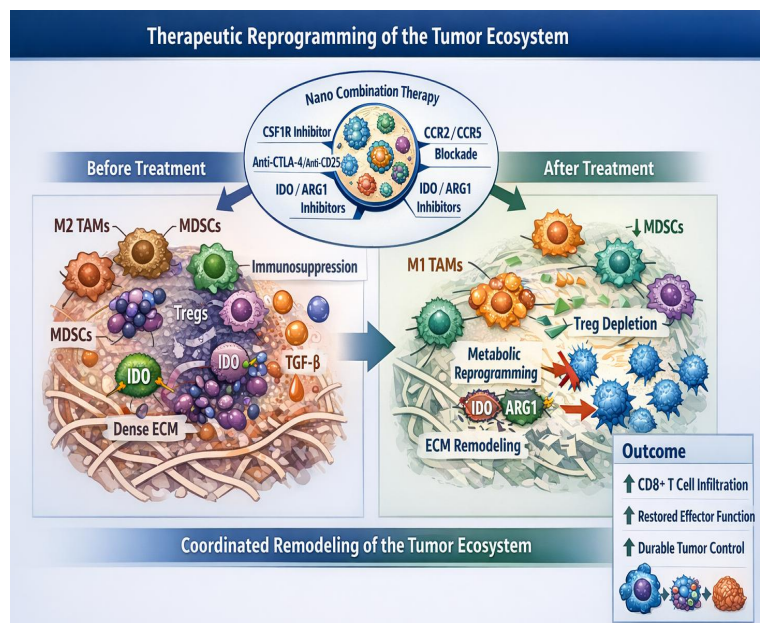 Therapeutic Reprogramming of the Tumor Ecosystem
Nano Combination Therapy
CSF1R Inhibitor
Anti-CTLA-4/Anti-CD25
IDO / ARG1
Inhibitors
CCR2 / CCR5
Blockade
IDO / ARG1
Inhibitors
Before Treatment
After Treatment
M2 TAMs
MDSCs
Immunosuppression
Tregs
MDSCs
IDO
IDO
TGF-β
Dense ECM
↓ MDSCs
M1 TAMs
Treg Depletion
Metabolic
Reprogramming
IDO
ARG1
ECM Remodeling
Outcome
↑ CD8+ T Cell Infiltration
↑ Restored Effector Function
↑ Durable Tumor Control
Coordinated Remodeling of the Tumor Ecosystem